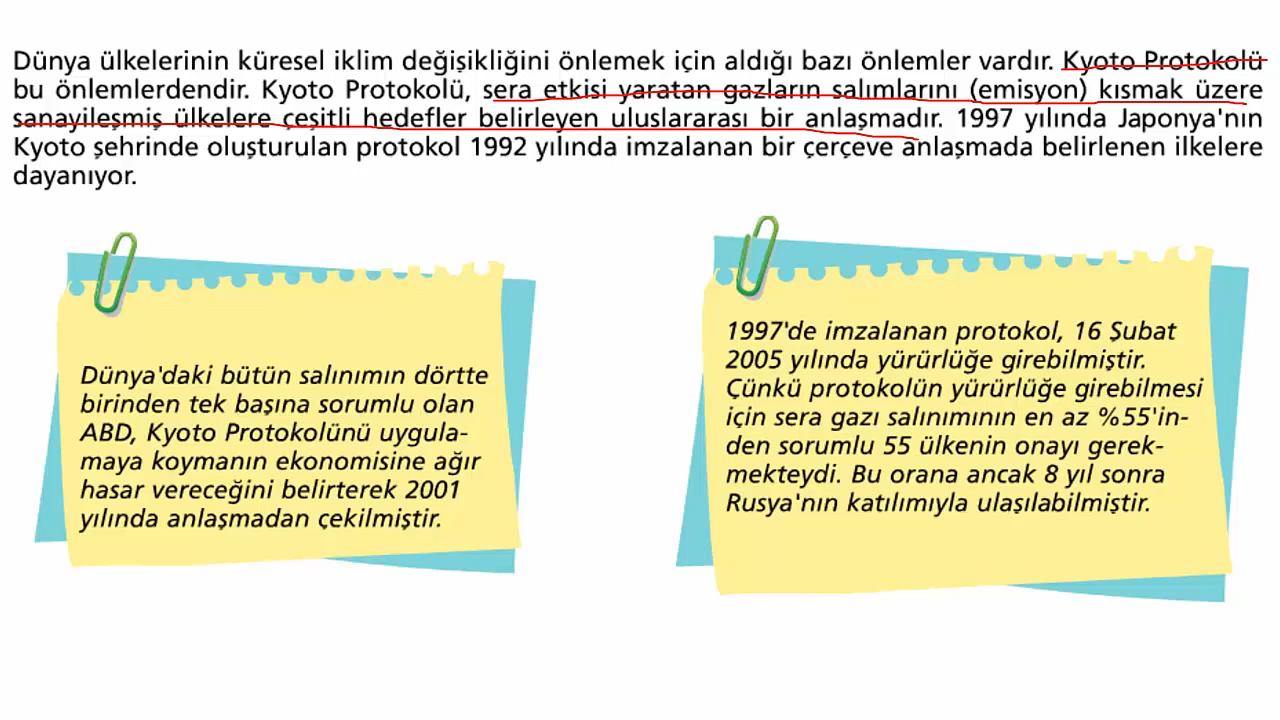 Dünya ülkelerinin küresel iklim değişikliğini önlemek için aldığı bazı önlemler vardır. Kyoto Protokolü
bu önlemlerdendir. Kyoto Protokolü, sera etkisi yaratan gazların salımlarını (emisyon) kısmak üzere
sanayileşmiş ülkelere çeşitli hedefler belirleyen uluslararası bir anlaşmadır. 1997 yılında Japonya'nın
Kyoto şehrinde oluşturulan protokol 1992 yılında imzalanan bir çerçeve anlaşmada belirlenen ilkelere
dayanıyor.
Dünya'daki bütün salınımın dörtte
birinden tek başına sorumlu olan
ABD, Kyoto Protokolünü uygula-
maya koymanın ekonomisine ağır
hasar vereceğini belirterek 2001
yılında anlaşmadan çekilmiştir.
1997'de imzalanan protokol, 16 Şubat
2005 yılında yürürlüğe girebilmiştir.
Çünkü protokolün yürürlüğe girebilmesi
için sera gazı salınımının en az %55'in-
den sorumlu 55 ülkenin onayı gerek-
mekteydi. Bu orana ancak 8 yıl sonra
Rusya'nın katılımıyla ulaşılabilmiştir.